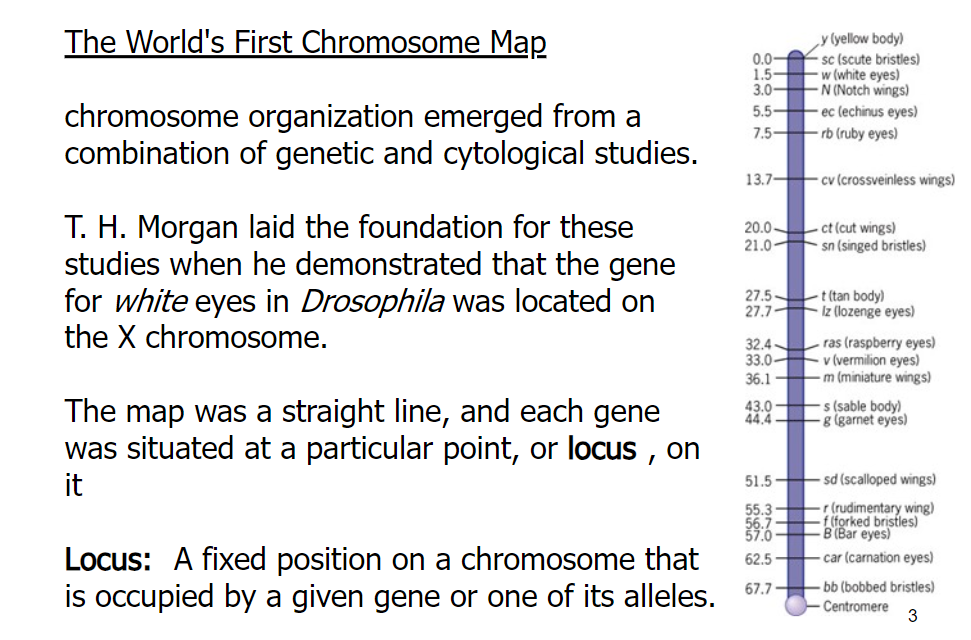 The World's First Chromosome Map
chromosome organization emerged from a
combination of genetic and cytological studies.
T. H. Morgan laid the foundation for these
studies when he demonstrated that the gene
for white eyes in Drosophila was located on
the X chromosome.
The map was a straight line, and each gene
was situated at a particular point, or locus , on
it
Locus: A fixed position on a chromosome that
is occupied by a given gene or one of its alleles.
y (yellow body)
0.0 sc (scute bristles)
1.5 w (white eyes)
3.0 N (Notch wings)
5.5 ec (echinus eyes)
7.5 rb (ruby eyes)
13.7 cv (crossveinless wings)
20.0 ct (cut wings)
21.0 sn (singed bristles)
27.5 t (tan body)
27.7 lz (lozenge eyes)
32.4 ras (raspberry eyes)
33.0 v (vermilion eyes)
36.1 m (miniature wings)
43.0 s (sable body)
44.4 g (garnet eyes)
51.5 sd (scalloped wings)
55.3 r (rudimentary wing)
56.7 f (forked bristles)
57.0 B (Bar eyes)
62.5 car (carnation eyes)
67.7 bb (bobbed bristles)
Centromere
3